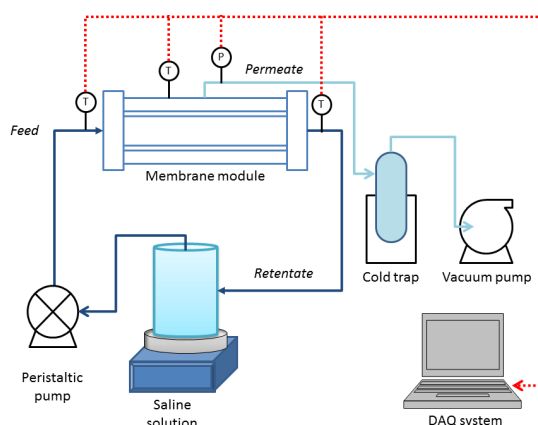 P
T
Permeate
T
T
Feed
Membrane module
Retentate
Cold trap
Vacuum pump
Peristaltic
pump
Saline
solution
DAQ system